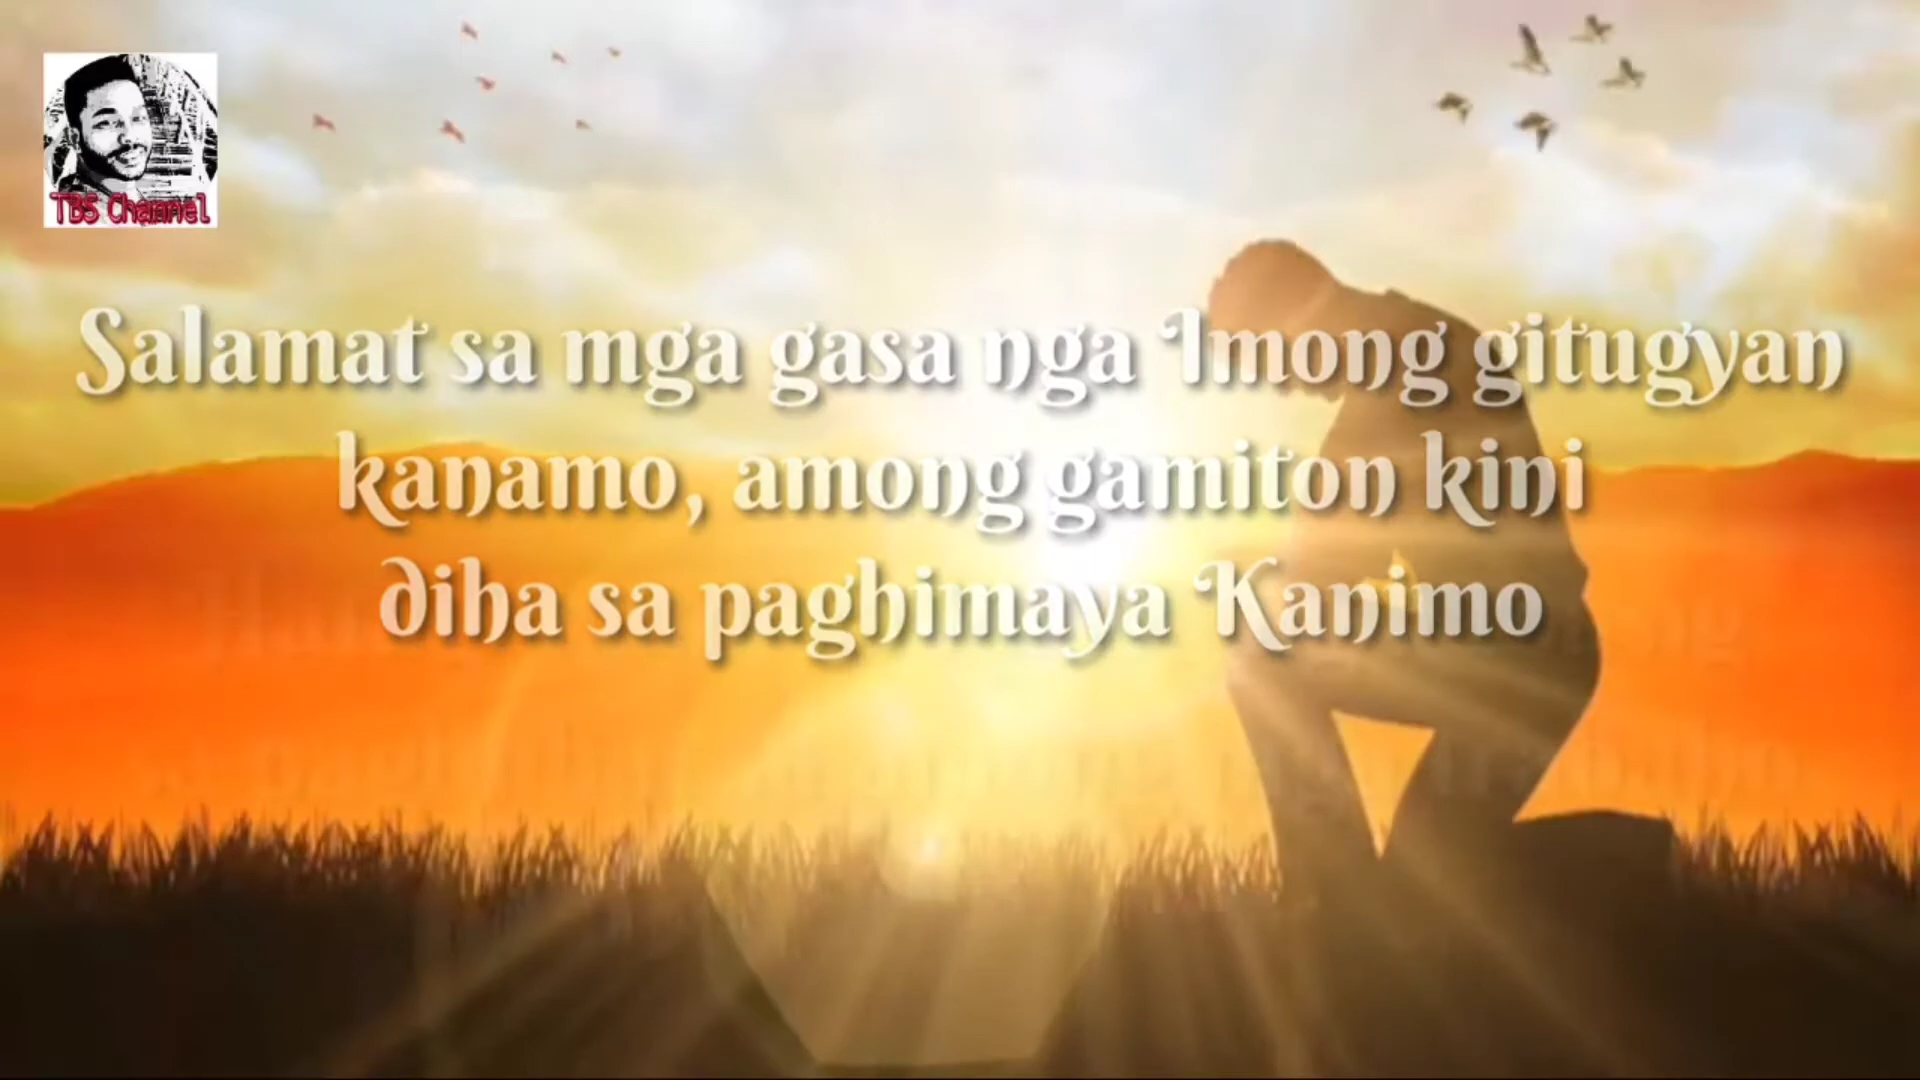 TBS Channel
Salamat sa mga gasa nga Imong gitugyan
kanamo, among gamiton kini
diha sa paghimaya Kanimo